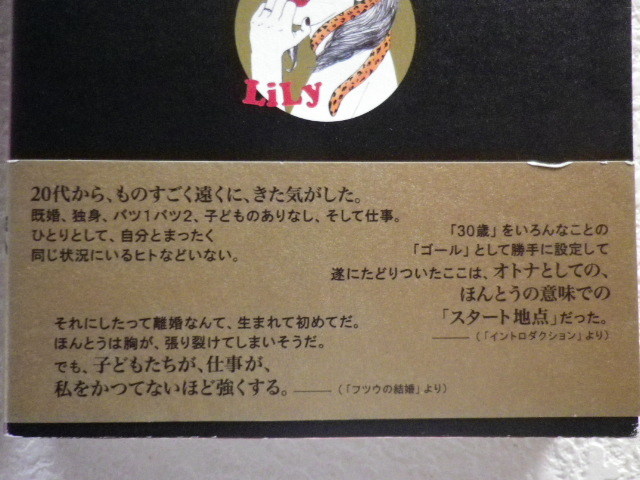 LiLy
20代から、ものすごく遠くに、きた気がした。
既婚、独身、バツ1バツ2、子どものありなし、そして仕事。
ひとりとして、自分とまったく
同じ状況にいるヒトなどいない。
「30歳」をいろんなことの
「ゴール」として勝手に設定して
遂にたどりついたここは、オトナとしての、
ほんとうの意味での
「スタート地点」だった。
――（「イントロダクション」より）
それにしたって離婚なんて、生まれて初めてだ。
ほんとうは胸が、張り裂けてしまいそうだ。
でも、子どもたちが、仕事が、
私をかつてないほど強くする。――（「フツウの結婚」より）